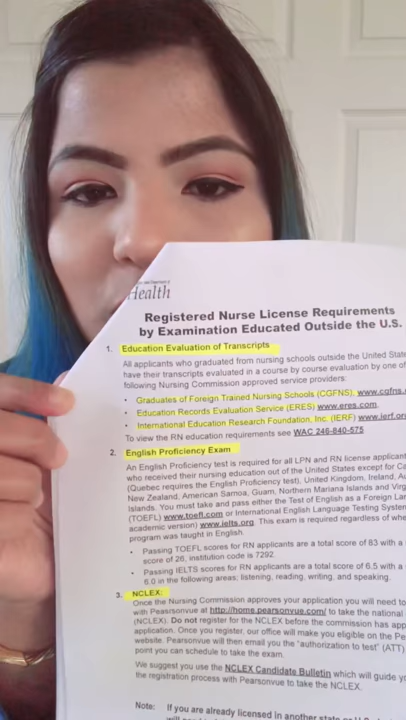 Health
Registered Nurse License Requirements
by Examination Educated Outside the U.S.
1. Education Evaluation of Transcripts
All applicants who graduated from nursing schools outside the United State
have their transcripts evaluated in a course by course evaluation by one of
following Nursing Commission approved service providers:
• Graduates of Foreign Trained Nursing Schools (CGFNS), www.cgfns.
• Education Records Evaluation Service (ERES) www.eres.com
• International Education Research Foundation, Inc. (IERF) www.ierf.or
To view the RN education requirements see WAC 246-840-575
2. English Proficiency Exam
An English Proficiency test is required for all LPN and RN license applicant
who received their nursing education out of the United States except for Ca
(Quebec requires the English Proficiency test), United Kingdom, Ireland, Au
New Zealand, American Samoa, Guam, Northern Mariana Islands and Virg
Islands. You must take and pass either the Test of English as a Foreign Lan
(TOEFL) www.toefl.com or International English Language Testing System
academic version) www.ielts.org. This exam is required regardless of whe
program was taught in English.
• Passing TOEFL scores for RN applicants are a total score of 83 with a
score of 26, institution code is 7292.
• Passing IELTS scores for RN applicants are a total score of 6.5 with a
6.0 in the following areas: listening, reading, writing, and speaking.
3. NCLEX:
Once the Nursing Commission approves your application you will need to
with Pearsonvue at http://home.pearsonvue.com/ to take the national
(NCLEX). Do not register for the NCLEX before the commission has app
application. Once you register, our office will make you eligible on the Pe
website. Pearsonvue will then email you the "authorization to test" (ATT)
point you can schedule to take the exam.
We suggest you use the NCLEX Candidate Bulletin which will guide yo
the registration process with Pearsonvue to take the NCLEX.
Note: If you are already licensed in another state or U.S.